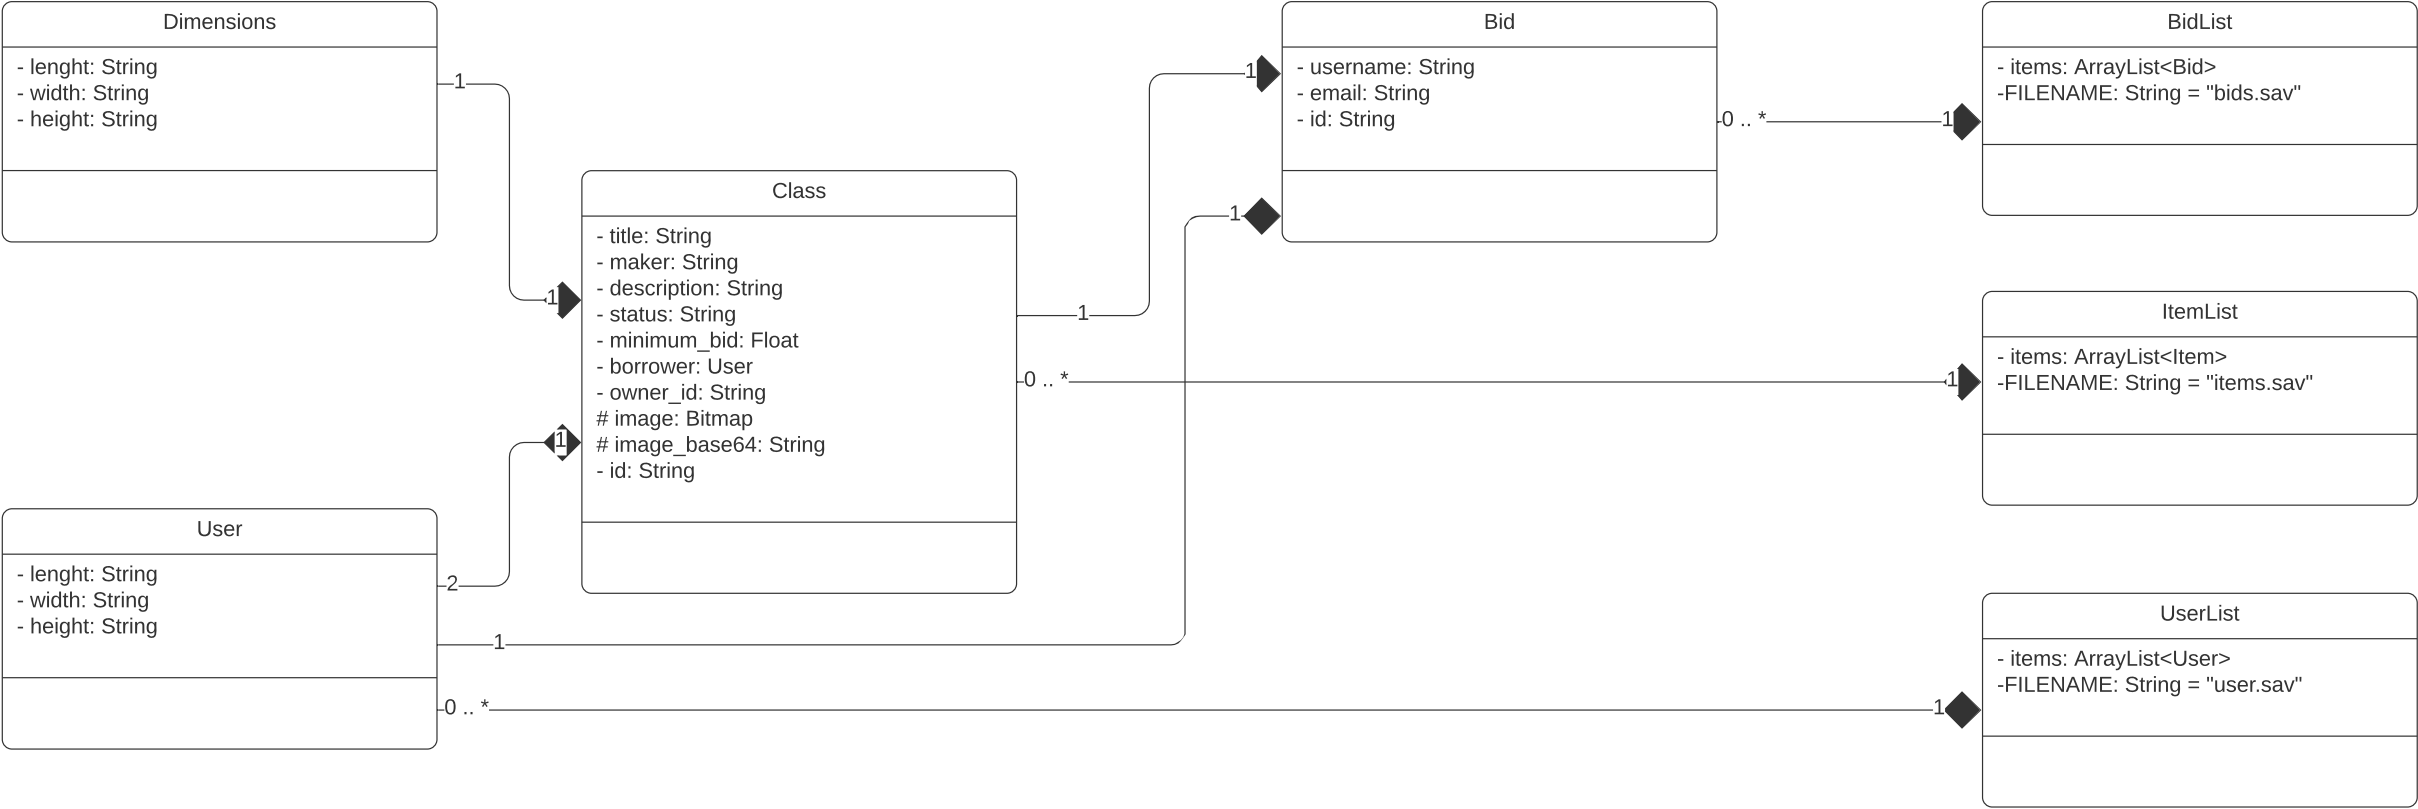 Dimensions
- lenght: String
- width: String
- height: String
1
1
Class
- title: String
- maker: String
- description: String
- status: String
- minimum_bid: Float
- borrower: User
- owner_id: String
# image: Bitmap
# image_base64: String
- id: String
1
2
User
- lenght: String
- width: String
- height: String
1
0 .. *
1
0 .. *
1
1
Bid
- username: String
- email: String
- id: String
0 .. *
1
BidList
- items: ArrayList<Bid>
-FILENAME: String = "bids.sav"
1
ItemList
- items: ArrayList<Item>
-FILENAME: String = "items.sav"
1
UserList
- items: ArrayList<User>
-FILENAME: String = "user.sav"